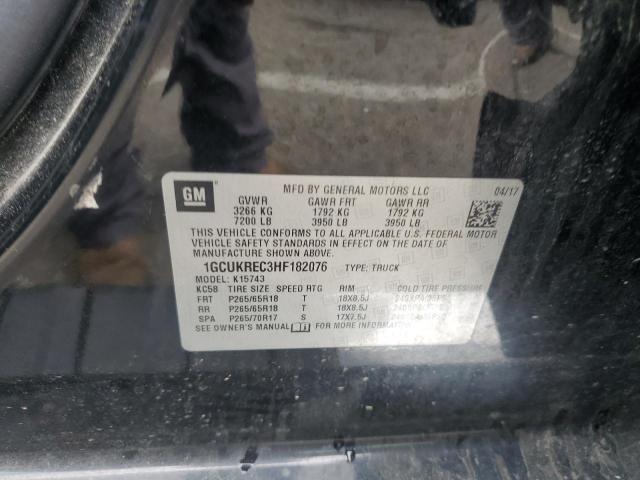 GM
MFD BY GENERAL MOTORS LLC 04/17
GVWR GAWR FRT GAWR RR
3266 KG 1792 KG 1792 KG
7200 LB 3950 LB 3950 LB
THIS VEHICLE CONFORMS TO ALL APPLICABLE U.S. FEDERAL MOTOR
VEHICLE SAFETY STANDARDS IN EFFECT ON THE DATE OF
MANUFACTURE SHOWN ABOVE.
1GCUKREC3HF182076 TYPE: TRUCK
MODEL: K15743
KC58 TIRE SIZE SPEED RTG RIM COLD TIRE PRESSURE
FRT P265/65R18 T 18X8.5J
RR P265/65R18 T 18X8.5J
SPA P265/70R17 S 17X7.5J
SEE OWNER'S MANUAL FOR MORE